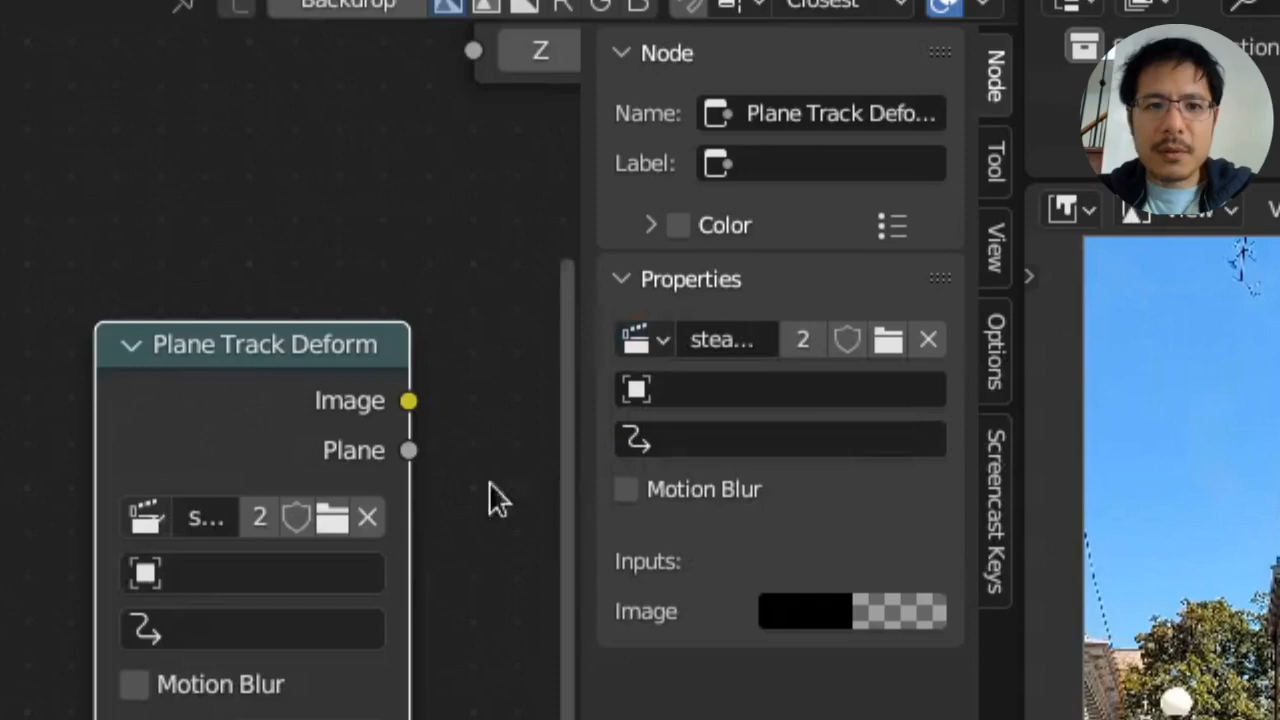 Backdrop
R G B
Closest
Z
Node
Name: Plane Track Defo...
Label:
Color
Properties
stea... 2
Motion Blur
Inputs:
Image
Node
Tool
View
Options
Screencast Keys
Plane Track Deform
Image
Plane
s... 2
Motion Blur